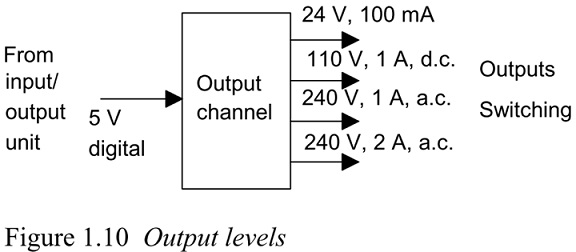 From
input/
output
unit
5 V
digital
Output
channel
24 V, 100 mA
110 V, 1 A, d.c.
240 V, 1 A, a.c.
240 V, 2 A, a.c.
Outputs
Switching
Figure 1.10 Output levels